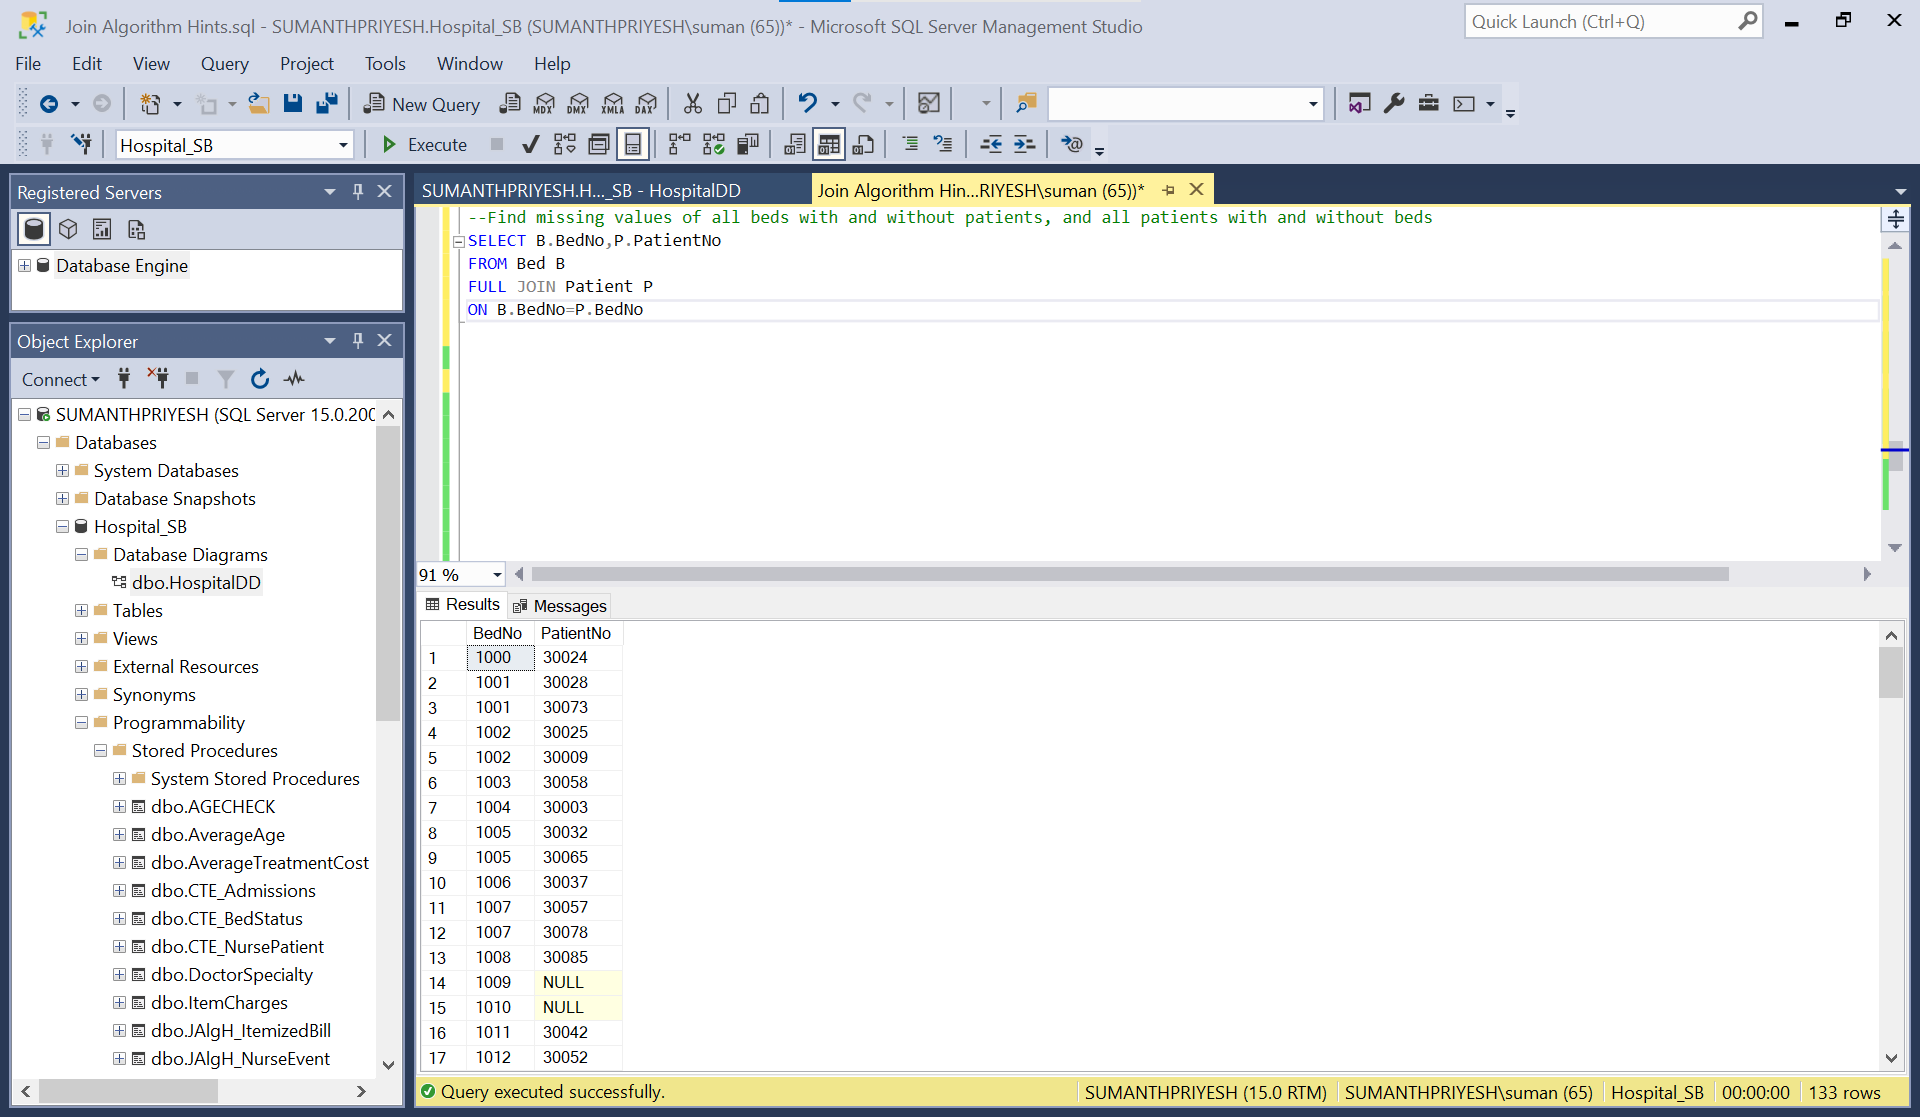 Join Algorithm Hints.sql - SUMANTHPRIYESH.Hospital_SB (SUMANTHPRIYESH\suman (65))* - Microsoft SQL Server Management Studio
Quick Launch (Ctrl+Q)
File Edit View Query Project Tools Window Help
New Query MDX DMX XMLA DAX
Hospital_SB Execute
Registered Servers
Database Engine
Object Explorer
Connect
SUMANTHPRIYESH (SQL Server 15.0.200
Databases
System Databases
Database Snapshots
Hospital_SB
Database Diagrams
dbo.HospitalDD
Tables
Views
External Resources
Synonyms
Programmability
Stored Procedures
System Stored Procedures
dbo.AGECHECK
dbo.AverageAge
dbo.AverageTreatmentCost
dbo.CTE_Admissions
dbo.CTE_BedStatus
dbo.CTE_NursePatient
dbo.DoctorSpecialty
dbo.ItemCharges
dbo.JAlgH_ItemizedBill
dbo.JAlgH_NurseEvent
SUMANTHPRIYESH.H..._SB - HospitalDD
Join Algorithm Hin...RIYESH\suman (65))*
--Find missing values of all beds with and without patients, and all patients with and without beds
SELECT B.BedNo,P.PatientNo
FROM Bed B
FULL JOIN Patient P
ON B.BedNo=P.BedNo
91 %
Results Messages
BedNo PatientNo
1 1000 30024
2 1001 30028
3 1001 30073
4 1002 30025
5 1002 30009
6 1003 30058
7 1004 30003
8 1005 30032
9 1005 30065
10 1006 30037
11 1007 30057
12 1007 30078
13 1008 30085
14 1009 NULL
15 1010 NULL
16 1011 30042
17 1012 30052
Query executed successfully.
SUMANTHPRIYESH (15.0 RTM) SUMANTHPRIYESH\suman (65) Hospital_SB 00:00:00 133 rows